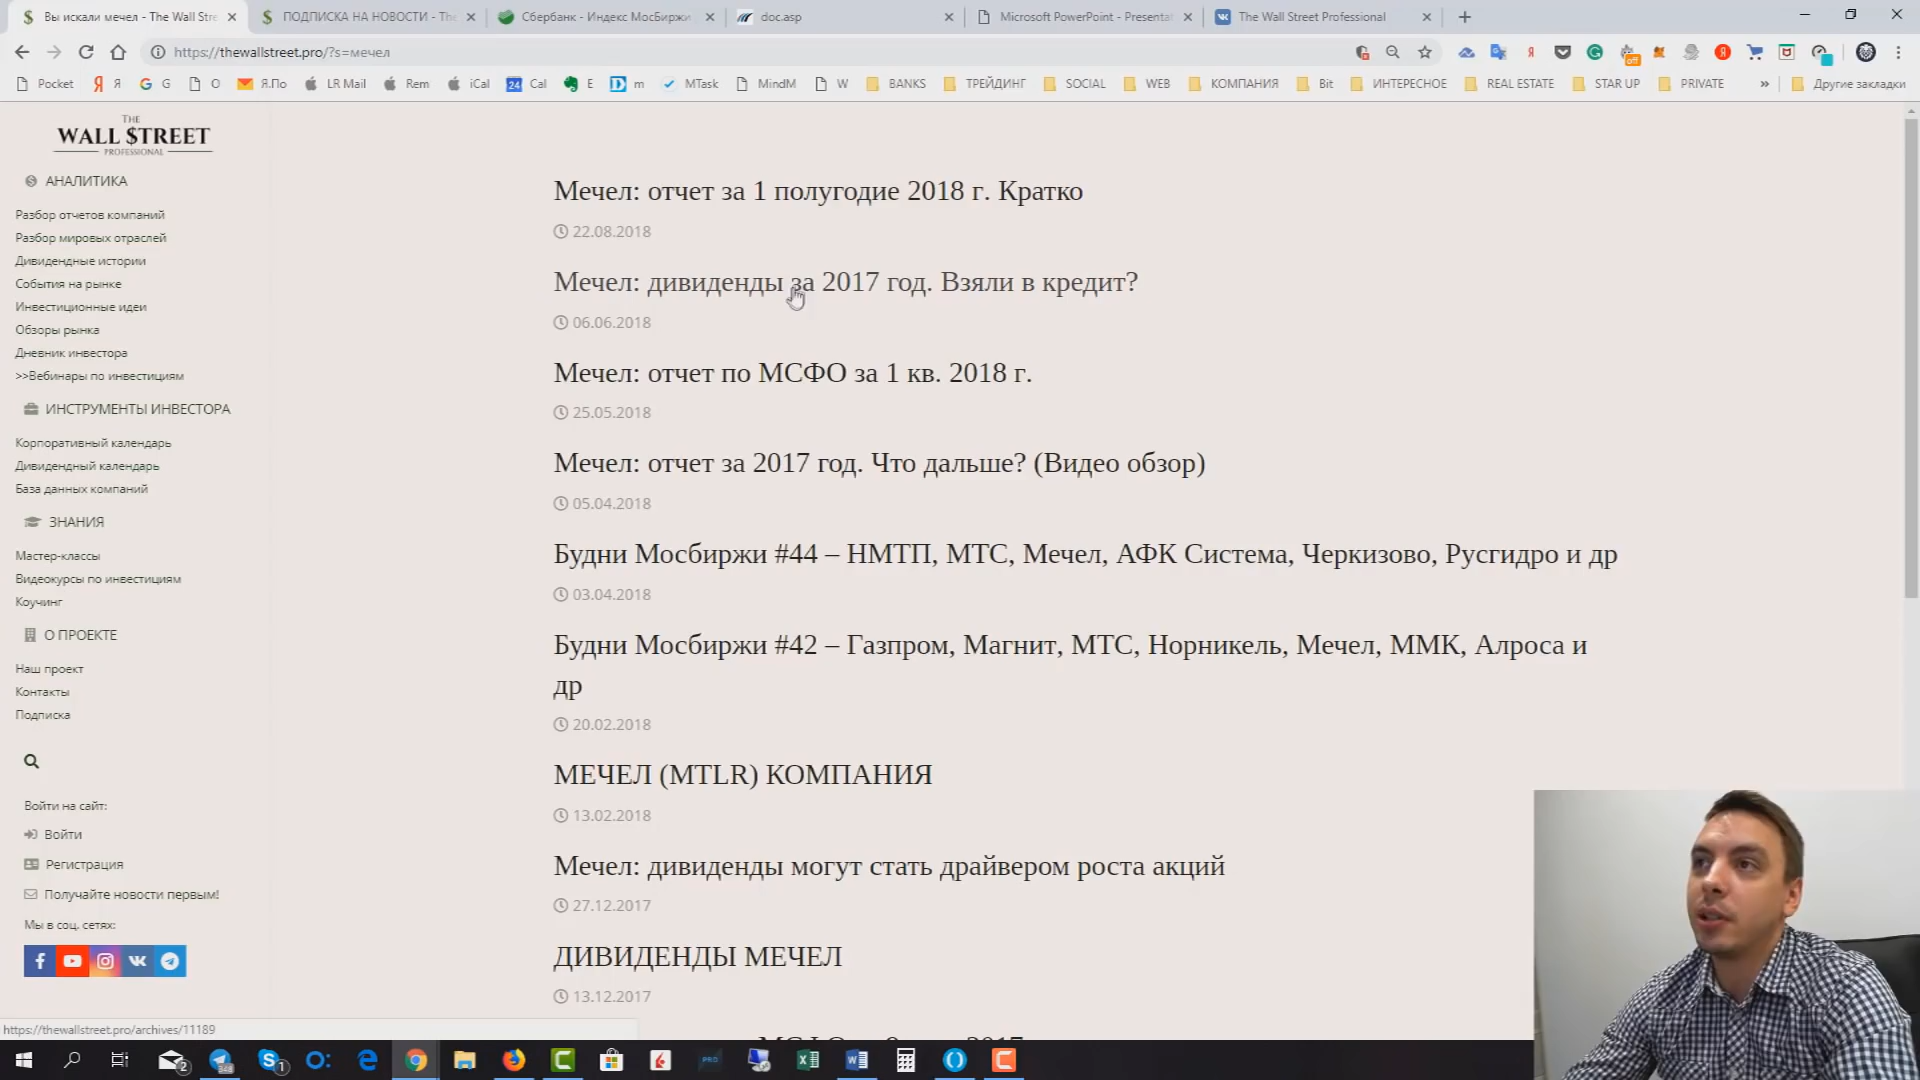 Вы искали мечел - The Wall Stre
ПОДПИСКА НА НОВОСТИ - The
Сбербанк - Индекс МосБиржи
doc.asp
Microsoft PowerPoint - Presenta
The Wall Street Professional
https://thewallstreet.pro/?s=мечел
Pocket
Я
G
O
Я.По
LR Mail
Rem
iCal
24 Cal
E
m
MTask
MindM
W
BANKS
ТРЕЙДИНГ
SOCIAL
WEB
КОМПАНИЯ
Bit
ИНТЕРЕСНОЕ
REAL ESTATE
STAR UP
PRIVATE
»
Другие закладки
THE
WALL $TREET
PROFESSIONAL
АНАЛИТИКА
Разбор отчетов компаний
Разбор мировых отраслей
Дивидендные истории
События на рынке
Инвестиционные идеи
Обзоры рынка
Дневник инвестора
>>Вебинары по инвестициям
ИНСТРУМЕНТЫ ИНВЕСТОРА
Корпоративный календарь
Дивидендный календарь
База данных компаний
ЗНАНИЯ
Мастер-классы
Видеокурсы по инвестициям
Коучинг
О ПРОЕКТЕ
Наш проект
Контакты
Подписка
Войти на сайт:
Войти
Регистрация
Получайте новости первым!
Мы в соц. сетях:
Мечел: отчет за 1 полугодие 2018 г. Кратко
22.08.2018
Мечел: дивиденды за 2017 год. Взяли в кредит?
06.06.2018
Мечел: отчет по МСФО за 1 кв. 2018 г.
25.05.2018
Мечел: отчет за 2017 год. Что дальше? (Видео обзор)
05.04.2018
Будни Мосбиржи #44 – НМТП, МТС, Мечел, АФК Система, Черкизово, Русгидро и др
03.04.2018
Будни Мосбиржи #42 – Газпром, Магнит, МТС, Норникель, Мечел, ММК, Алроса и
др
20.02.2018
МЕЧЕЛ (MTLR) КОМПАНИЯ
13.02.2018
Мечел: дивиденды могут стать драйвером роста акций
27.12.2017
ДИВИДЕНДЫ МЕЧЕЛ
13.12.2017
https://thewallstreet.pro/archives/11189